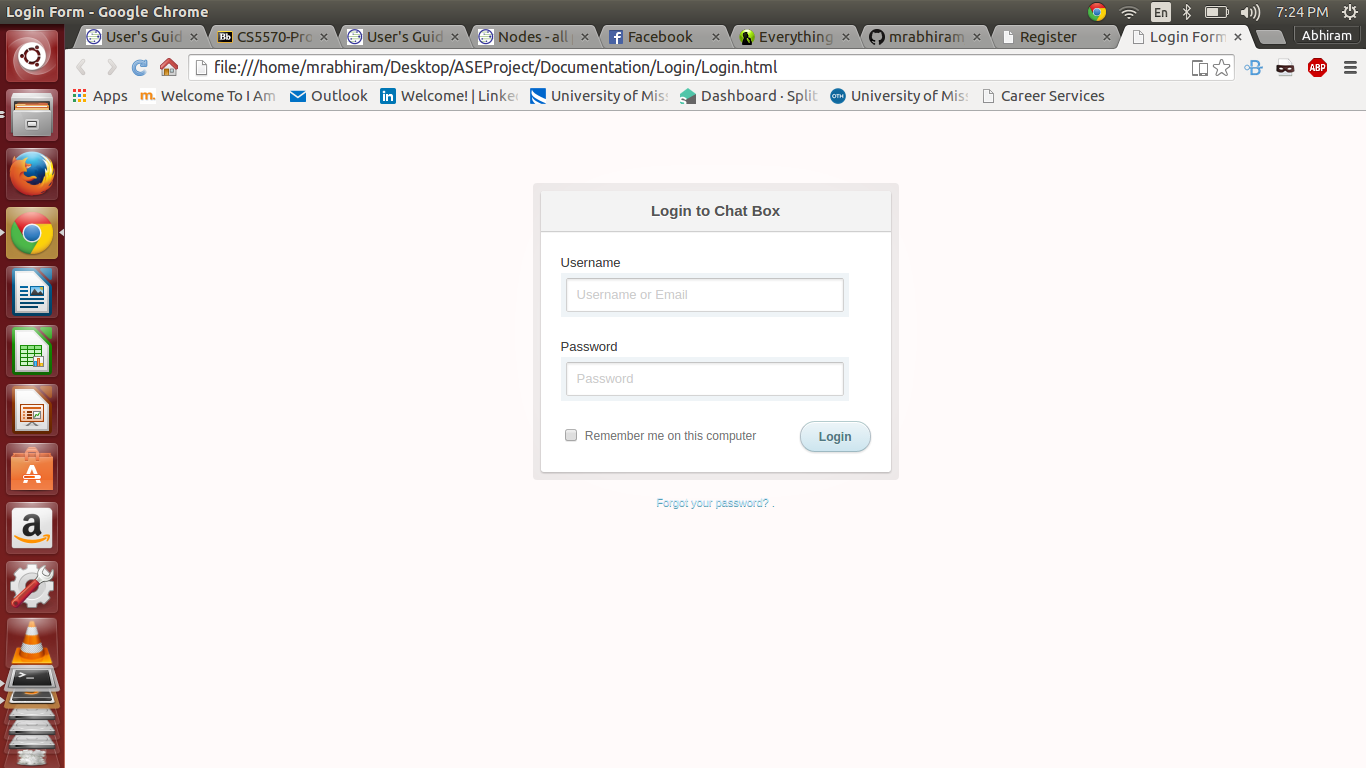 Login Form - Google Chrome
En
7:24 PM
User's Guid
Bb CS5570-Pro
User's Guid
Nodes - all
Facebook
Everything
mrabhiram
Register
Login Form
Abhiram
file:///home/mrabhiram/Desktop/ASEProject/Documentation/Login/Login.html
ABP
Apps
m. Welcome To I Am
Outlook
Welcome! | Linke
University of Mis
Dashboard · Split
OTH University of Mis
Career Services
Login to Chat Box
Username
Username or Email
Password
Password
Remember me on this computer
Login
Forgot your password? .